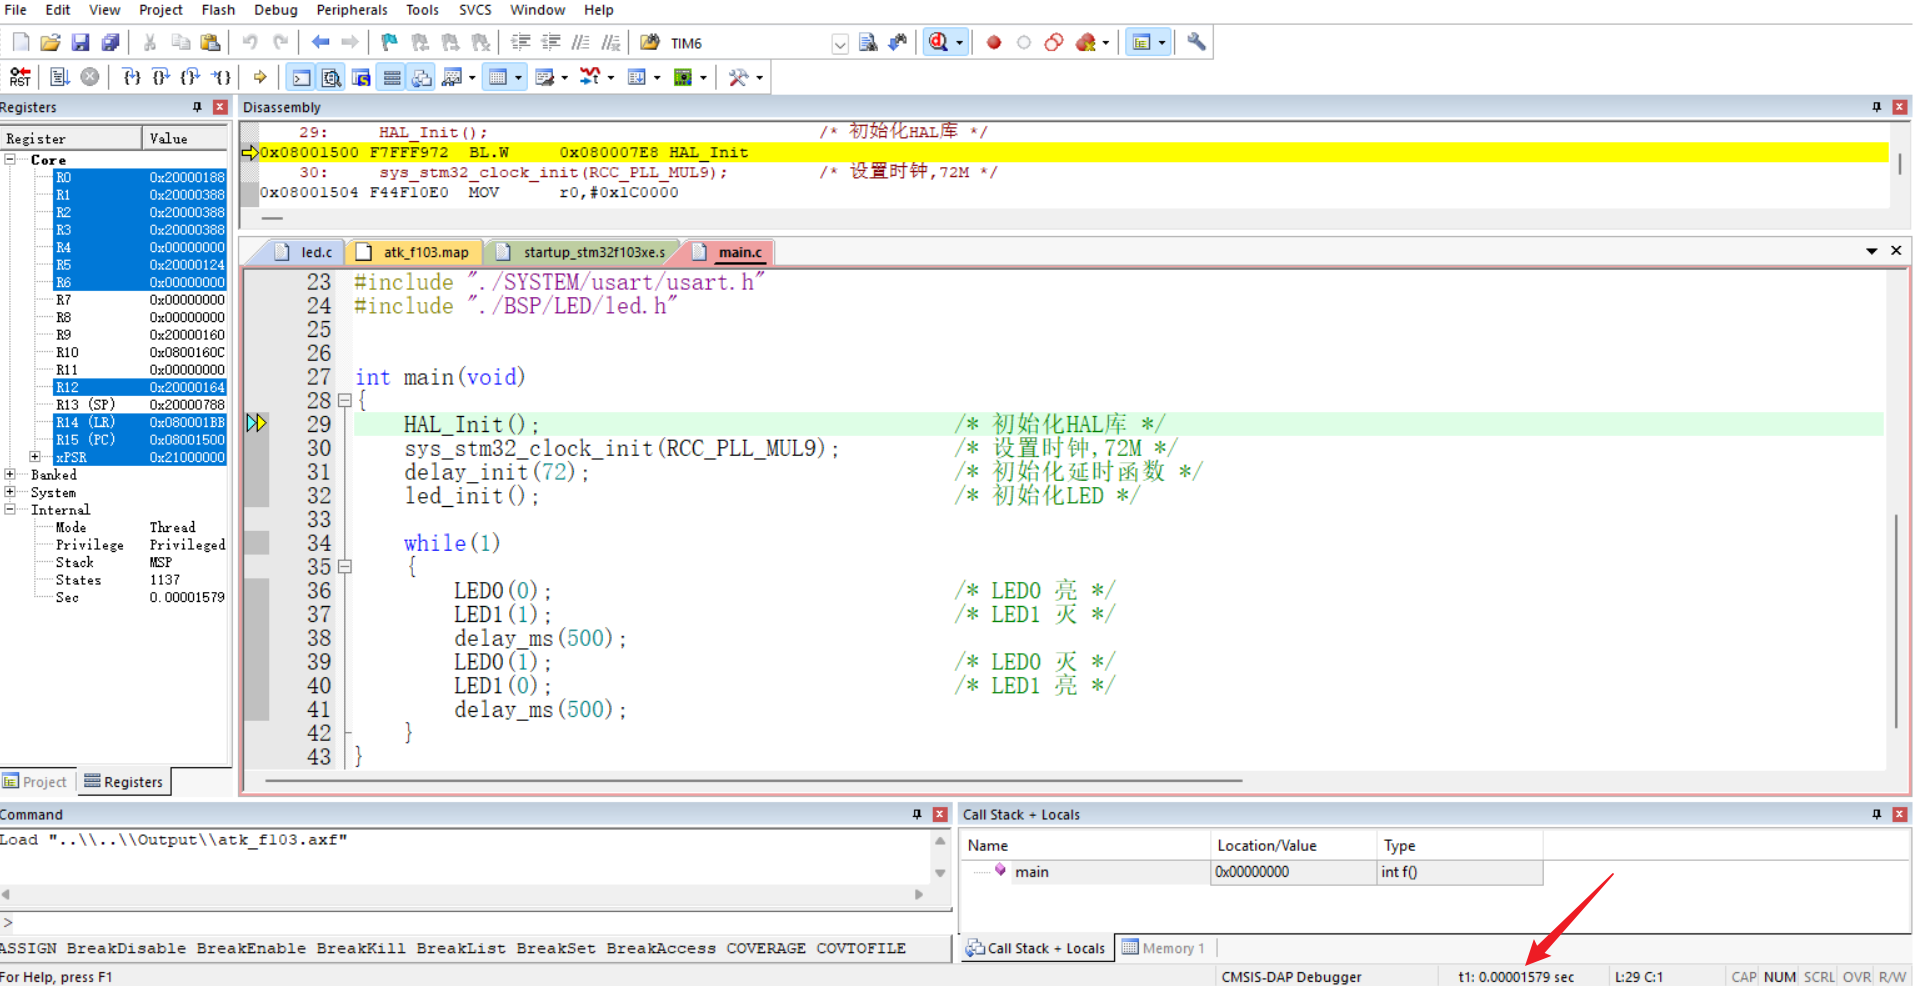 File Edit View Project Flash Debug Peripherals Tools SVCS Window Help
TIM6
RST
Registers
Register Value
Core
R0 0x20000188
R1 0x20000388
R2 0x20000388
R3 0x20000388
R4 0x00000000
R5 0x20000124
R6 0x00000000
R7 0x00000000
R8 0x00000000
R9 0x20000160
R10 0x0800160C
R11 0x00000000
R12 0x20000164
R13 (SP) 0x20000788
R14 (LR) 0x080001BB
R15 (PC) 0x08001500
xPSR 0x21000000
Banked
System
Internal
Mode Thread
Privilege Privileged
Stack MSP
States 1137
Sec 0.00001579
Project Registers
Disassembly
29: HAL_Init(); /* 初始化HAL库 */
0x08001500 F7FFF972 BL.W 0x080007E8 HAL_Init
30: sys_stm32_clock_init(RCC_PLL_MUL9); /* 设置时钟,72M */
0x08001504 F44F10E0 MOV r0,#0x1C0000
led.c atk_f103.map startup_stm32f103xe.s main.c
23 #include "./SYSTEM/usart/usart.h"
24 #include "./BSP/LED/led.h"
25
26
27 int main(void)
28 {
29 HAL_Init(); /* 初始化HAL库 */
30 sys_stm32_clock_init(RCC_PLL_MUL9); /* 设置时钟,72M */
31 delay_init(72); /* 初始化延时函数 */
32 led_init(); /* 初始化LED */
33
34 while(1)
35 {
36 LED0(0); /* LED0 亮 */
37 LED1(1); /* LED1 灭 */
38 delay_ms(500);
39 LED0(1); /* LED0 灭 */
40 LED1(0); /* LED1 亮 */
41 delay_ms(500);
42 }
43 }
Command
Load "..\\..\\Output\\atk_f103.axf"
>
ASSIGN BreakDisable BreakEnable BreakKill BreakList BreakSet BreakAccess COVERAGE COVTOFILE
Call Stack + Locals
Name Location/Value Type
main 0x00000000 int f()
Call Stack + Locals Memory 1
For Help, press F1 CMSIS-DAP Debugger t1: 0.00001579 sec L:29 C:1 CAP NUM SCRL OVR R/W